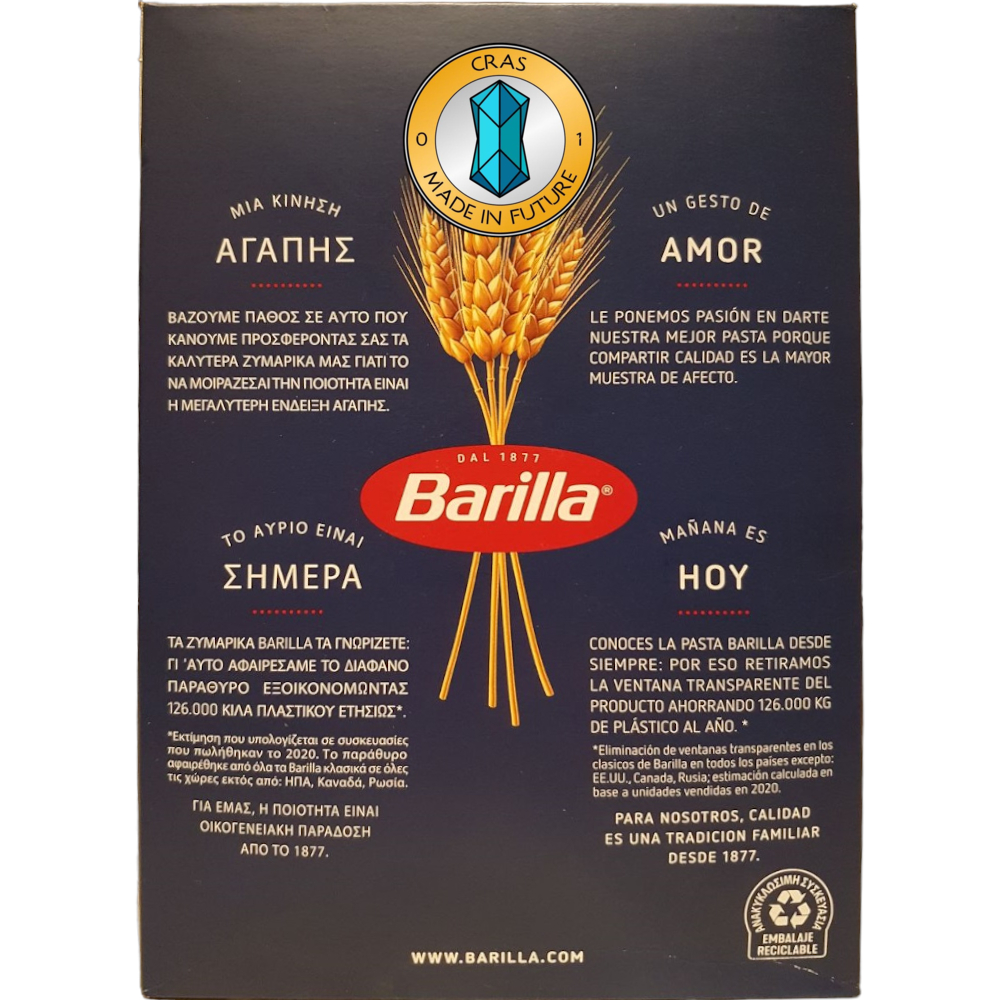 CRAS
0 1
MADE IN FUTURE
ΜΙΑ ΚΙΝΗΣΗ
ΑΓΑΠΗΣ
ΒΑΖΟΥΜΕ ΠΑΘΟΣ ΣΕ ΑΥΤΟ ΠΟΥ
ΚΑΝΟΥΜΕ ΠΡΟΣΦΕΡΟΝΤΑΣ ΣΑΣ ΤΑ
ΚΑΛΥΤΕΡΑ ΖΥΜΑΡΙΚΑ ΜΑΣ ΓΙΑΤΙ ΤΟ
ΝΑ ΜΟΙΡΑΖΕΣΑΙ ΤΗΝ ΠΟΙΟΤΗΤΑ ΕΙΝΑΙ
Η ΜΕΓΑΛΥΤΕΡΗ ΕΝΔΕΙΞΗ ΑΓΑΠΗΣ.
UN GESTO DE
AMOR
LE PONEMOS PASIÓN EN DARTE
NUESTRA MEJOR PASTA PORQUE
COMPARTIR CALIDAD ES LA MAYOR
MUESTRA DE AFECTO.
DAL 1877
Barilla®
ΤΟ ΑΥΡΙΟ ΕΙΝΑΙ
ΣΗΜΕΡΑ
ΤΑ ΖΥΜΑΡΙΚΑ BARILLA ΤΑ ΓΝΩΡΙΖΕΤΕ:
ΓΙ 'ΑΥΤΟ ΑΦΑΙΡΕΣΑΜΕ ΤΟ ΔΙΑΦΑΝΟ
ΠΑΡΑΘΥΡΟ ΕΞΟΙΚΟΝΟΜΩΝΤΑΣ
126.000 ΚΙΛΑ ΠΛΑΣΤΙΚΟΥ ΕΤΗΣΙΩΣ*.
*Εκτίμηση που υπολογίζεται σε συσκευασίες
που πωλήθηκαν το 2020. Το παράθυρο
αφαιρέθηκε από όλα τα Barilla κλασικά σε όλες
τις χώρες εκτός από: ΗΠΑ, Καναδά, Ρωσία.
ΓΙΑ ΕΜΑΣ, Η ΠΟΙΟΤΗΤΑ ΕΙΝΑΙ
ΟΙΚΟΓΕΝΕΙΑΚΗ ΠΑΡΑΔΟΣΗ
ΑΠΟ ΤΟ 1877.
MAÑANA ES
HOY
CONOCES LA PASTA BARILLA DESDE
SIEMPRE: POR ESO RETIRAMOS
LA VENTANA TRANSPARENTE DEL
PRODUCTO AHORRANDO 126.000 KG
DE PLÁSTICO AL AÑO. *
*Eliminación de ventanas transparentes en los
clasicos de Barilla en todos los países excepto:
EE.UU., Canada, Rusia; estimación calculada en
base a unidades vendidas en 2020.
PARA NOSOTROS, CALIDAD
ES UNA TRADICION FAMILIAR
DESDE 1877.
ΑΝΑΚΥΚΛΩΣΙΜΗ ΣΥΣΚΕΥΑΣΙΑ
EMBALAJE
RECICLABLE
WWW.BARILLA.COM